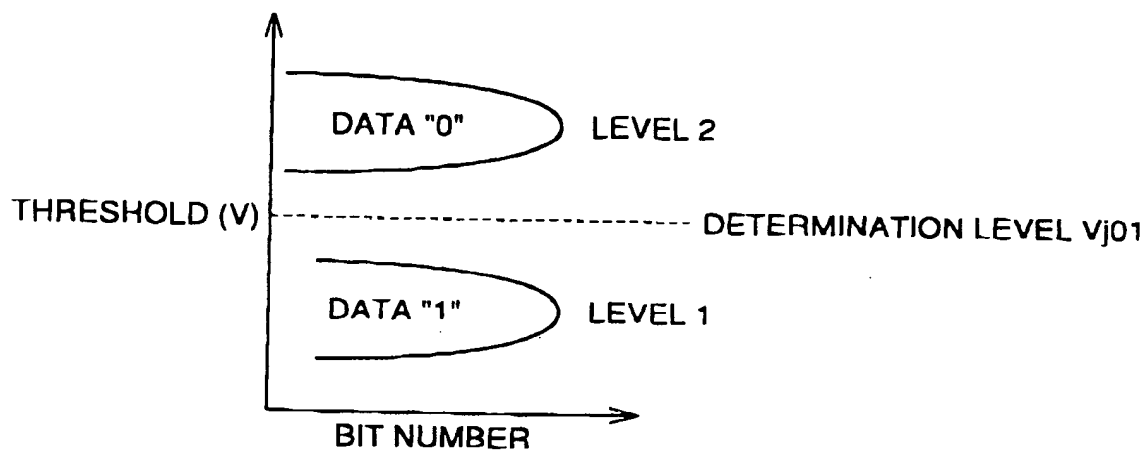 DATA "0"
LEVEL 2
THRESHOLD (V)
DETERMINATION LEVEL Vj01
DATA "1"
LEVEL 1
BIT NUMBER